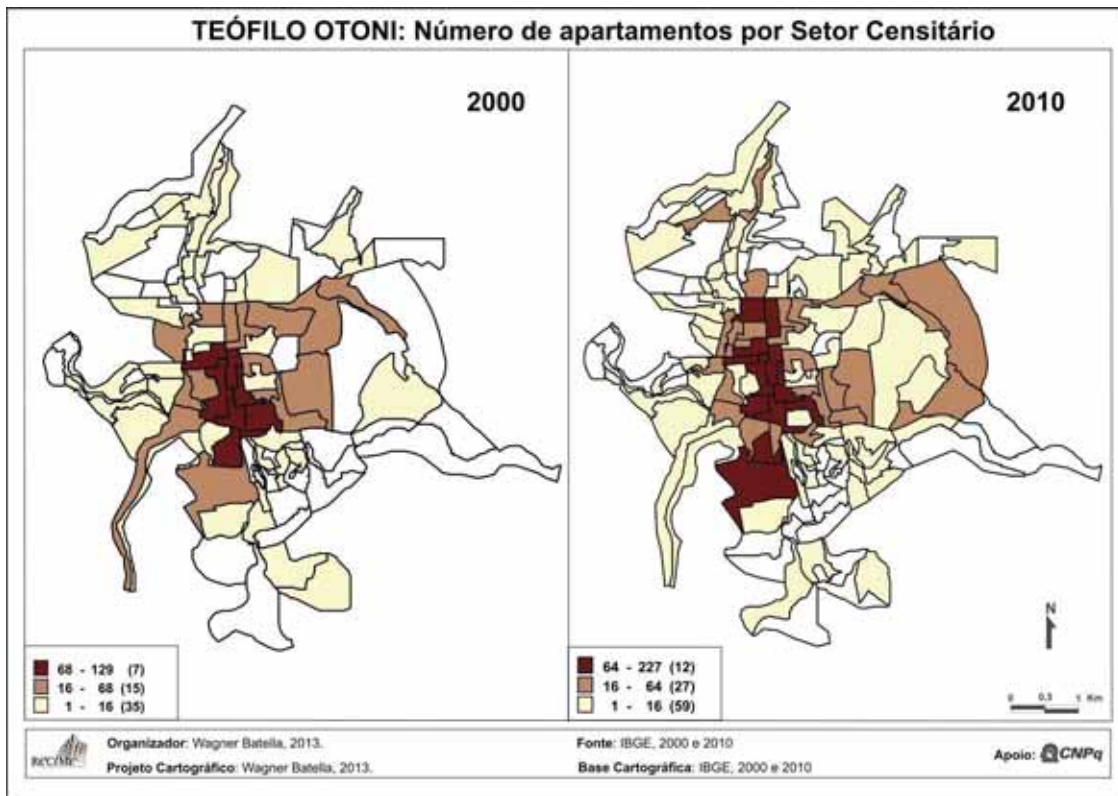 TEÓFILO OTONI: Número de apartamentos por Setor Censitário
2000
2010
68 - 129 (7)
16 - 68 (15)
1 - 16 (35)
64 - 227 (12)
16 - 64 (27)
1 - 16 (59)
N
0 0,5 1 Km
RECIME
Organizador: Wagner Batella, 2013.
Projeto Cartográfico: Wagner Batella, 2013.
Fonte: IBGE, 2000 e 2010
Base Cartográfica: IBGE, 2000 e 2010
Apoio: CNPq